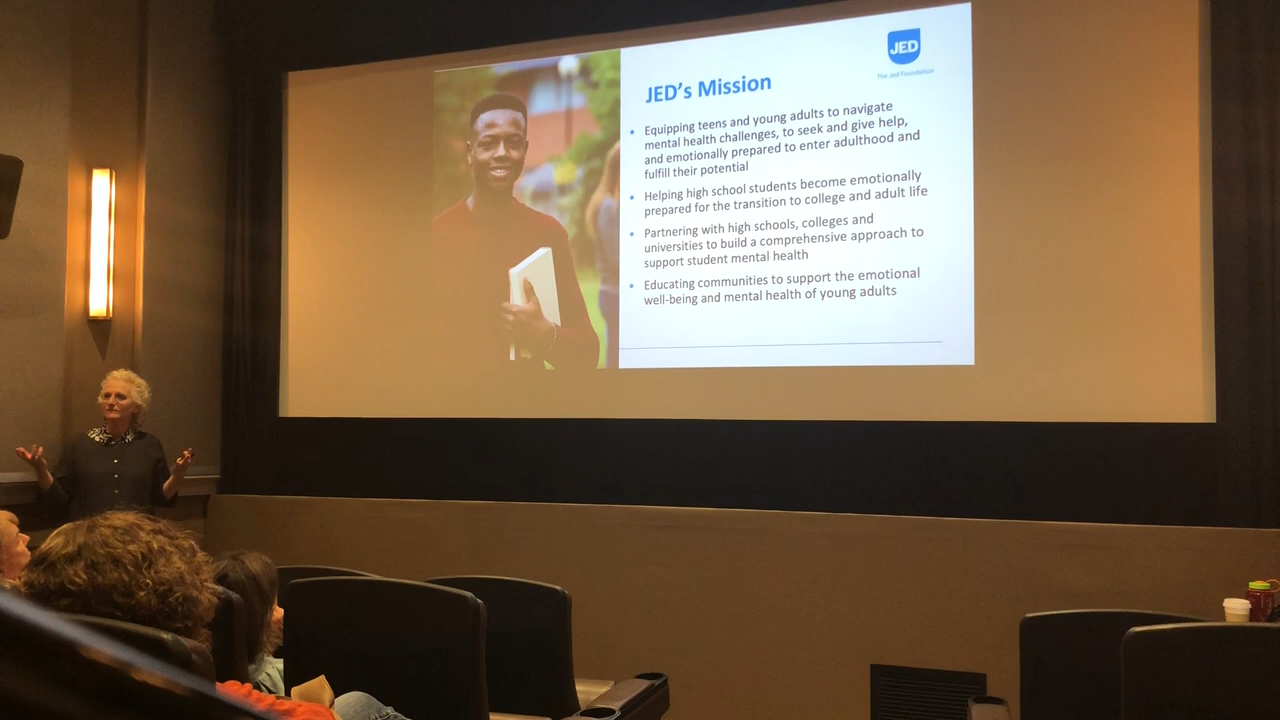 JED
The Jed Foundation
JED's Mission
• Equipping teens and young adults to navigate
mental health challenges, to seek and give help,
and emotionally prepared to enter adulthood and
fulfill their potential
• Helping high school students become emotionally
prepared for the transition to college and adult life
• Partnering with high schools, colleges and
universities to build a comprehensive approach to
support student mental health
• Educating communities to support the emotional
well-being and mental health of young adults